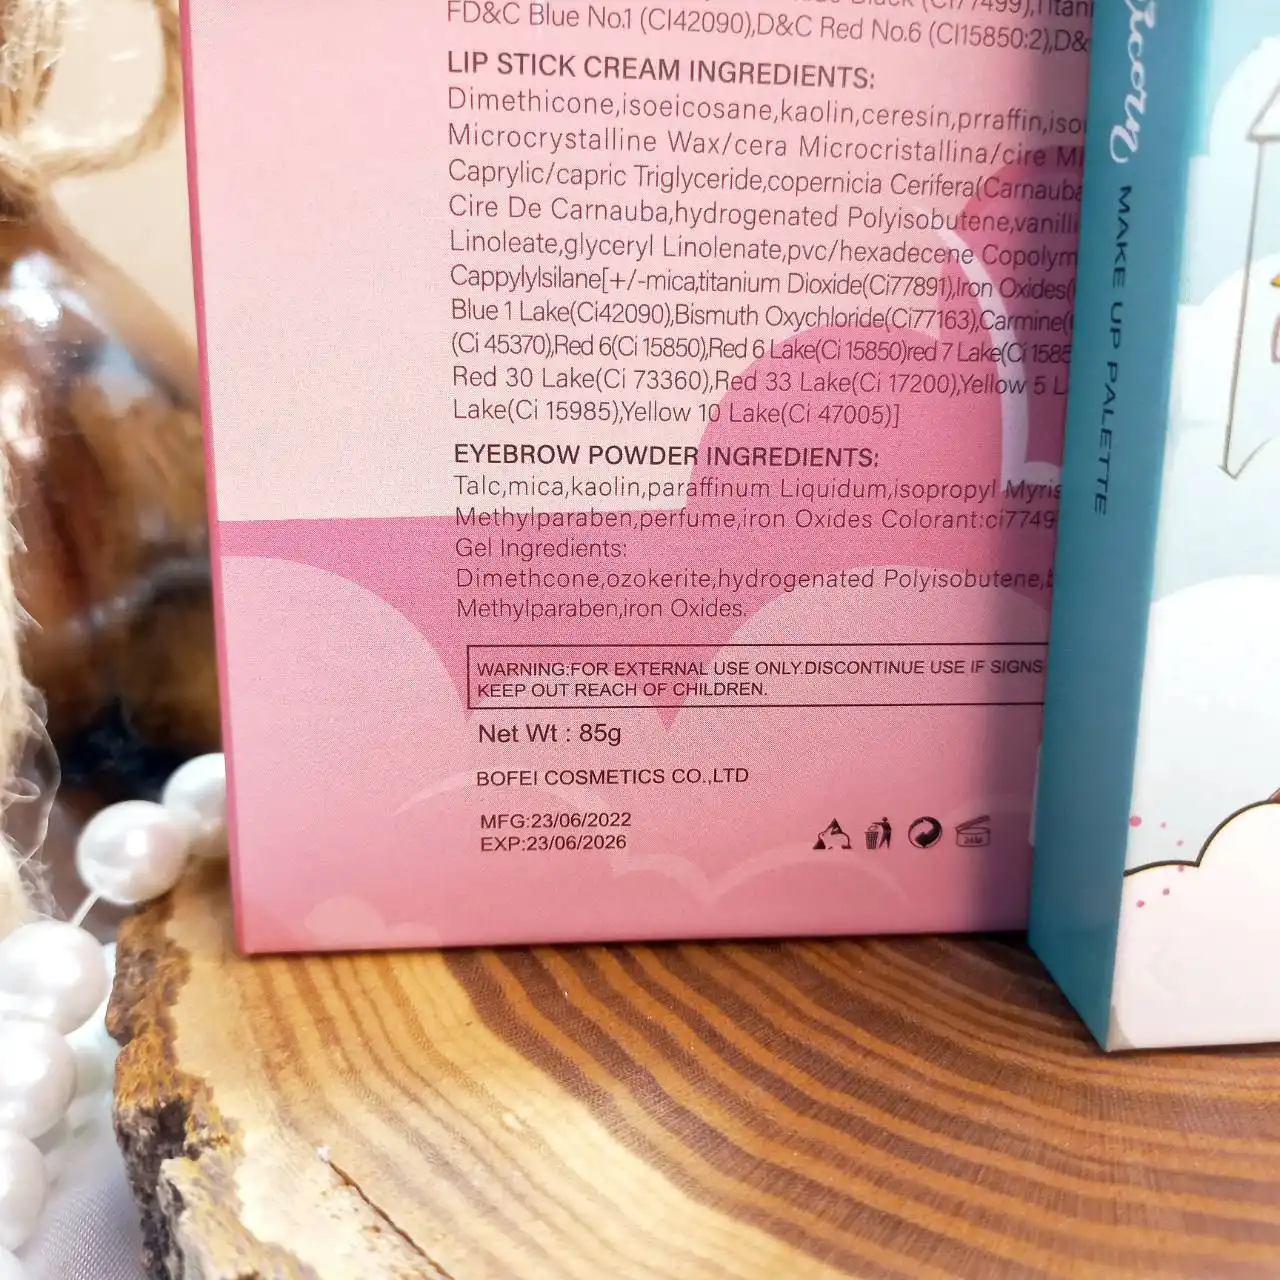 FD&C Blue No.1 (CI42090),D&C Red No.6 (CI15850:2),D&
LIP STICK CREAM INGREDIENTS:
Dimethicone,isoeicosane,kaolin,ceresin,prraffin,iso
Microcrystalline Wax/cera Microcristallina/cire Mi
Caprylic/capric Triglyceride,copernicia Cerifera(Carnauba
Cire De Carnauba,hydrogenated Polyisobutene,vanilli
Linoleate,glyceryl Linolenate,pvc/hexadecene Copolym
Cappylylsilane[+/-mica,titanium Dioxide(Ci77891),Iron Oxides(
Blue 1 Lake(Ci42090),Bismuth Oxychloride(Ci77163),Carmine(
(Ci 45370),Red 6(Ci 15850),Red 6 Lake(Ci 15850)red 7 Lake(Ci 1585
Red 30 Lake(Ci 73360),Red 33 Lake(Ci 17200),Yellow 5 L
Lake(Ci 15985),Yellow 10 Lake(Ci 47005)]
EYEBROW POWDER INGREDIENTS:
Talc,mica,kaolin,paraffinum Liquidum,isopropyl Myris
Methylparaben,perfume,iron Oxides Colorant:ci7749
Gel Ingredients:
Dimethcone,ozokerite,hydrogenated Polyisobutene,b
Methylparaben,iron Oxides.
WARNING:FOR EXTERNAL USE ONLY.DISCONTINUE USE IF SIGNS
KEEP OUT REACH OF CHILDREN.
Net Wt : 85g
BOFEI COSMETICS CO.,LTD
MFG:23/06/2022
EXP:23/06/2026
24M
icorn MAKE UP PALETTE